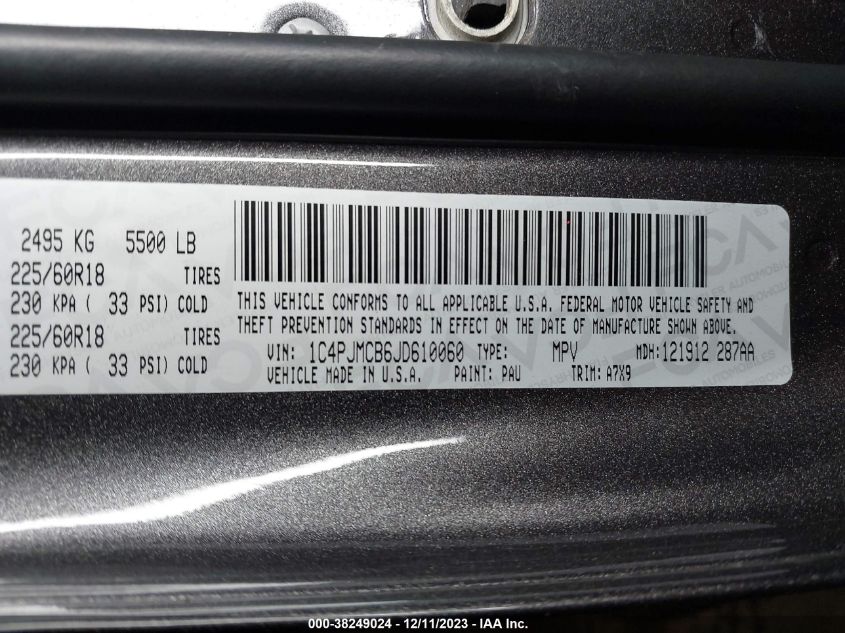 2495 KG 5500 LB
225/60R18 TIRES
230 KPA ( 33 PSI) COLD
225/60R18 TIRES
230 KPA ( 33 PSI) COLD
THIS VEHICLE CONFORMS TO ALL APPLICABLE U.S.A. FEDERAL MOTOR VEHICLE SAFETY AND
THEFT PREVENTION STANDARDS IN EFFECT ON THE DATE OF MANUFACTURE SHOWN ABOVE.
VIN: 1C4PJMCB6JD610060 TYPE: MPV MDH: 121912 287AA
VEHICLE MADE IN U.S.A. PAINT: PAU TRIM: A7X9
000-38249024 - 12/11/2023 - IAAI.com